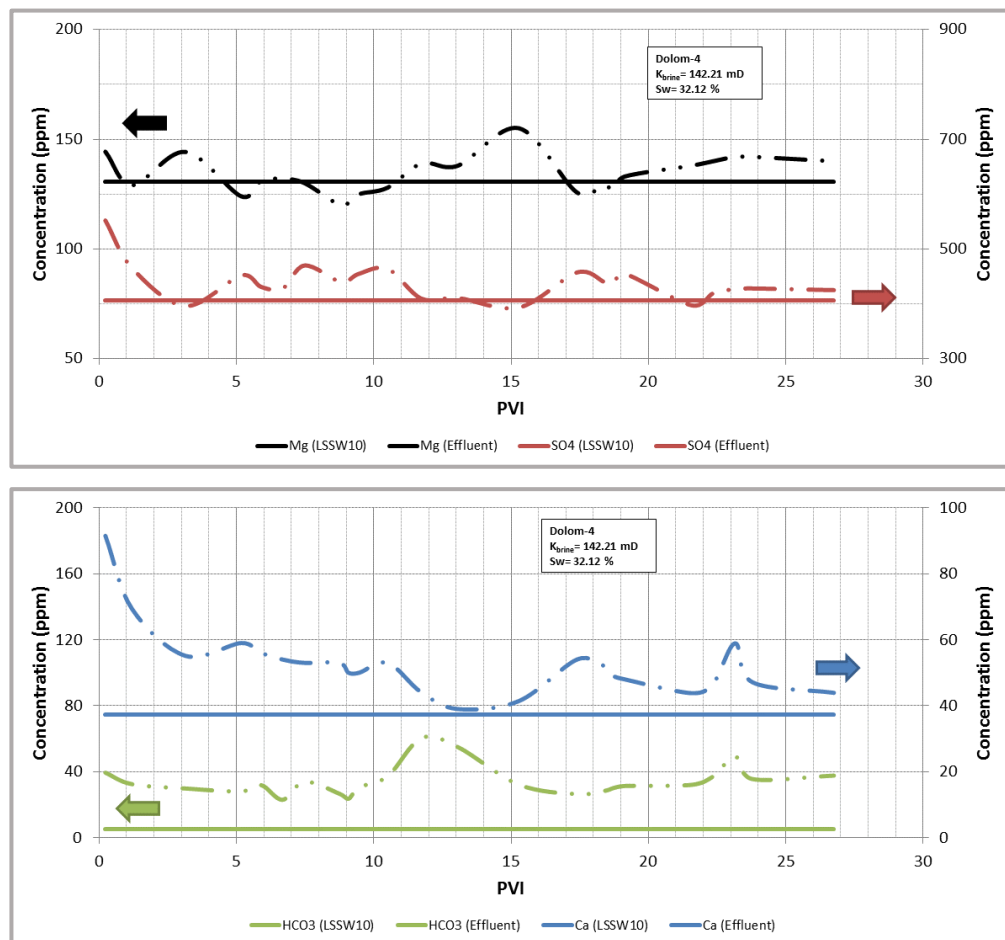 200
150
100
50
900
700
500
300
Concentration (ppm)
Concentration (ppm)
Dolom-4
Kbrine= 142.21 mD
Sw= 32.12 %
0 5 10 15 20 25 30
PVI
Mg (LSSW10) Mg (Effluent) SO4 (LSSW10) SO4 (Effluent)
200
160
120
80
40
0
100
80
60
40
20
0
Concentration (ppm)
Concentration (ppm)
Dolom-4
Kbrine= 142.21 mD
Sw= 32.12 %
0 5 10 15 20 25 30
PVI
HCO3 (LSSW10) HCO3 (Effluent) Ca (LSSW10) Ca (Effluent)